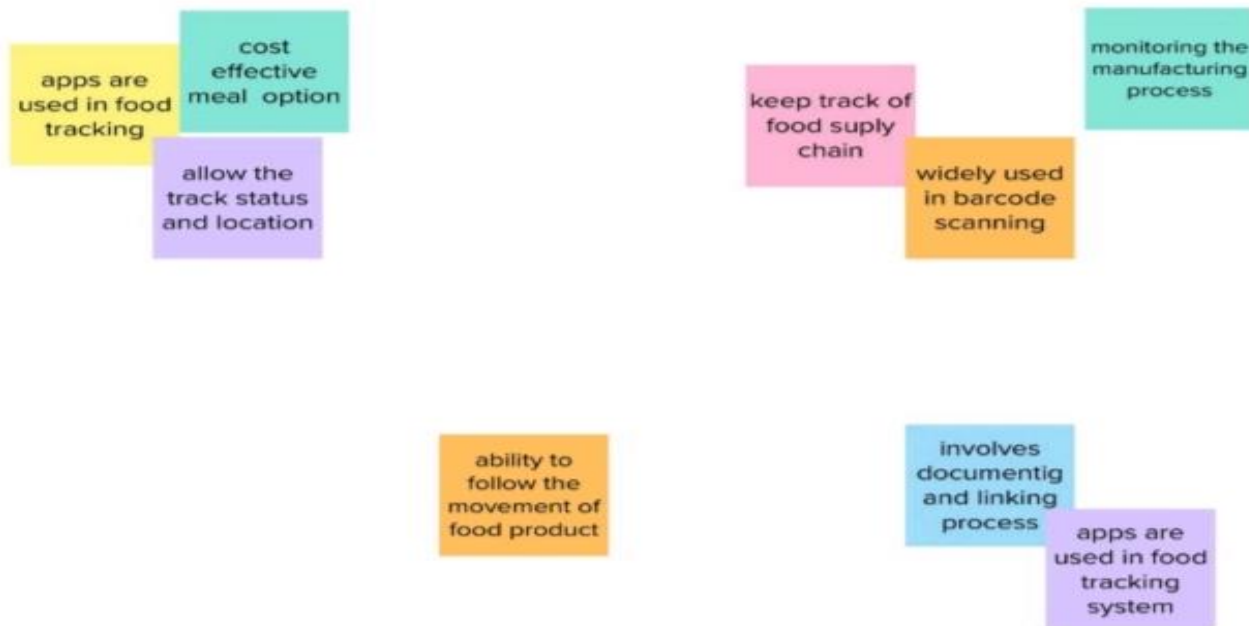 apps are
used in food
tracking
cost
effective
meal option
allow the
track status
and location
keep track of
food suply
chain
widely used
in barcode
scanning
monitoring the
manufacturing
process
ability to
follow the
movement of
food product
involves
documentig
and linking
process
apps are
used in food
tracking
system